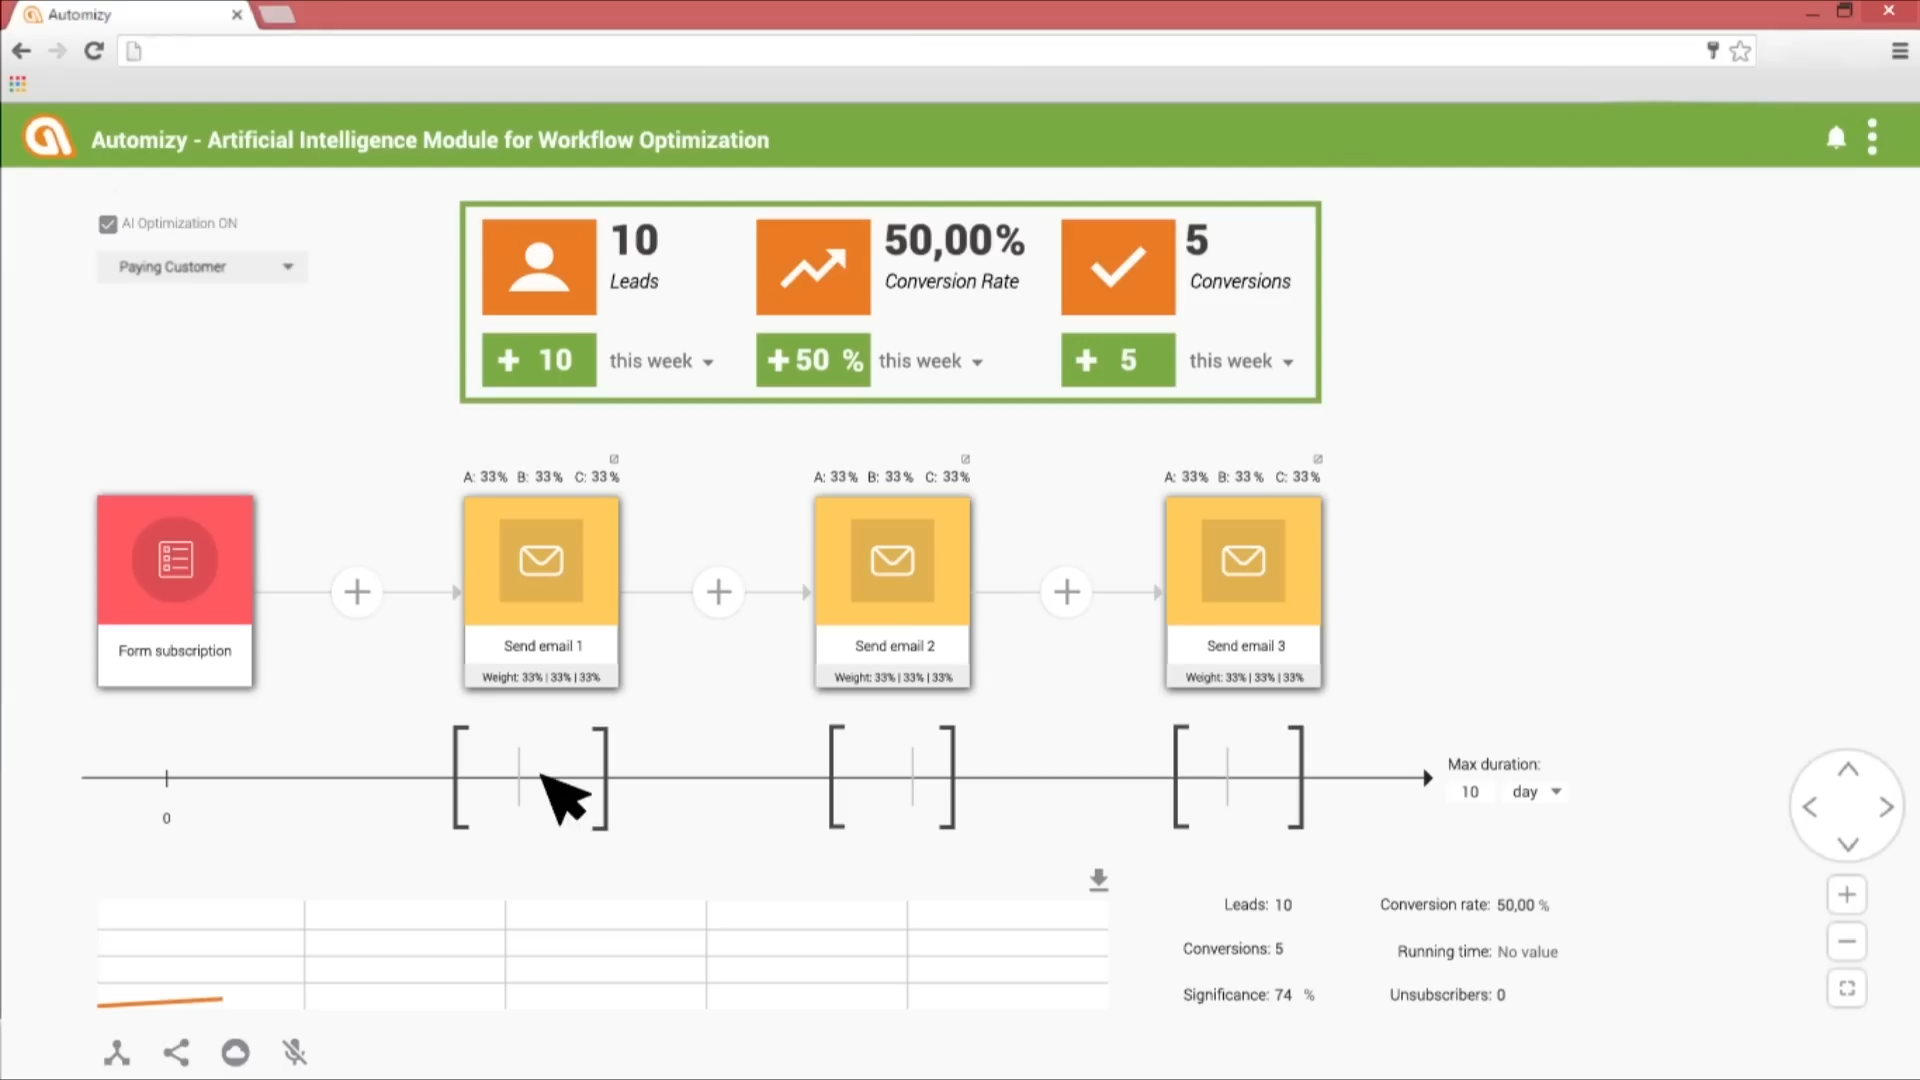 Automizy
Automizy - Artificial Intelligence Module for Workflow Optimization
AI Optimization ON
Paying Customer
10
Leads
50,00%
Conversion Rate
5
Conversions
+ 10 this week
+ 50 % this week
+ 5 this week
A: 33% B: 33% C: 33%
A: 33% B: 33% C: 33%
A: 33% B: 33% C: 33%
Form subscription
Send email 1
Weight: 33% | 33% | 33%
Send email 2
Weight: 33% | 33% | 33%
Send email 3
Weight: 33% | 33% | 33%
0
Max duration:
10 day
Leads: 10
Conversion rate: 50,00 %
Conversions: 5
Running time: No value
Significance: 74 %
Unsubscribers: 0